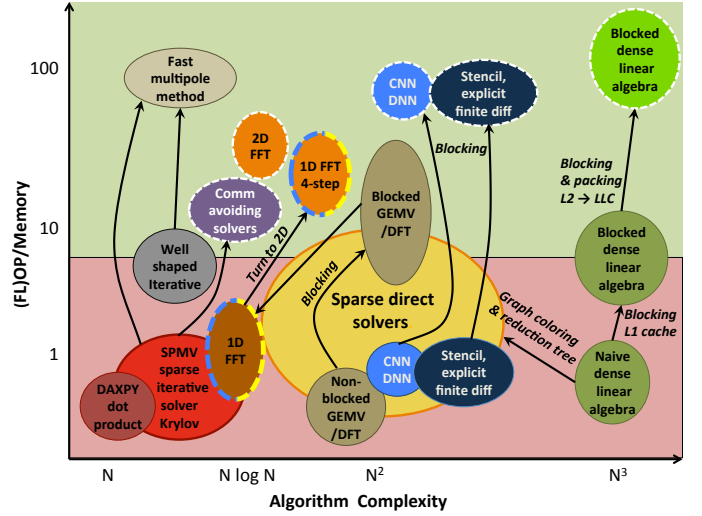 (FL)OP/Memory
100
10
1
Fast
multipole
method
2D
FFT
1D FFT
4-step
CNN
DNN
Stencil,
explicit
finite diff
Blocked
dense
linear
algebra
Blocking
Blocking
& packing
L2 → LLC
Comm
avoiding
solvers
Blocked
GEMV
/DFT
Well
shaped
Iterative
Turn to 2D
Blocking
Sparse direct
solvers
Blocked
dense
linear
algebra
Graph coloring
& reduction tree
Blocking
L1 cache
DAXPY
dot
product
SPMV
sparse
iterative
solver
Krylov
1D
FFT
Non-
blocked
GEMV
/DFT
CNN
DNN
Stencil,
explicit
finite diff
Naive
dense
linear
algebra
N
N log N
N²
N³
Algorithm Complexity